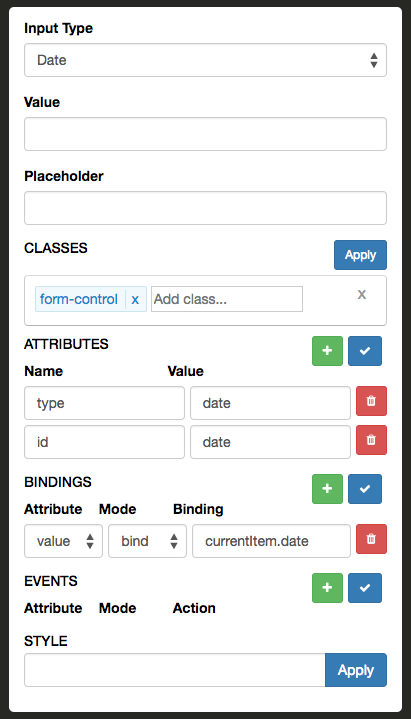 Input Type
Date
Value
Placeholder
CLASSES Apply
form-control x Add class... x
ATTRIBUTES
Name Value
type date
id date
BINDINGS
Attribute Mode Binding
value bind currentItem.date
EVENTS
Attribute Mode Action
STYLE
Apply